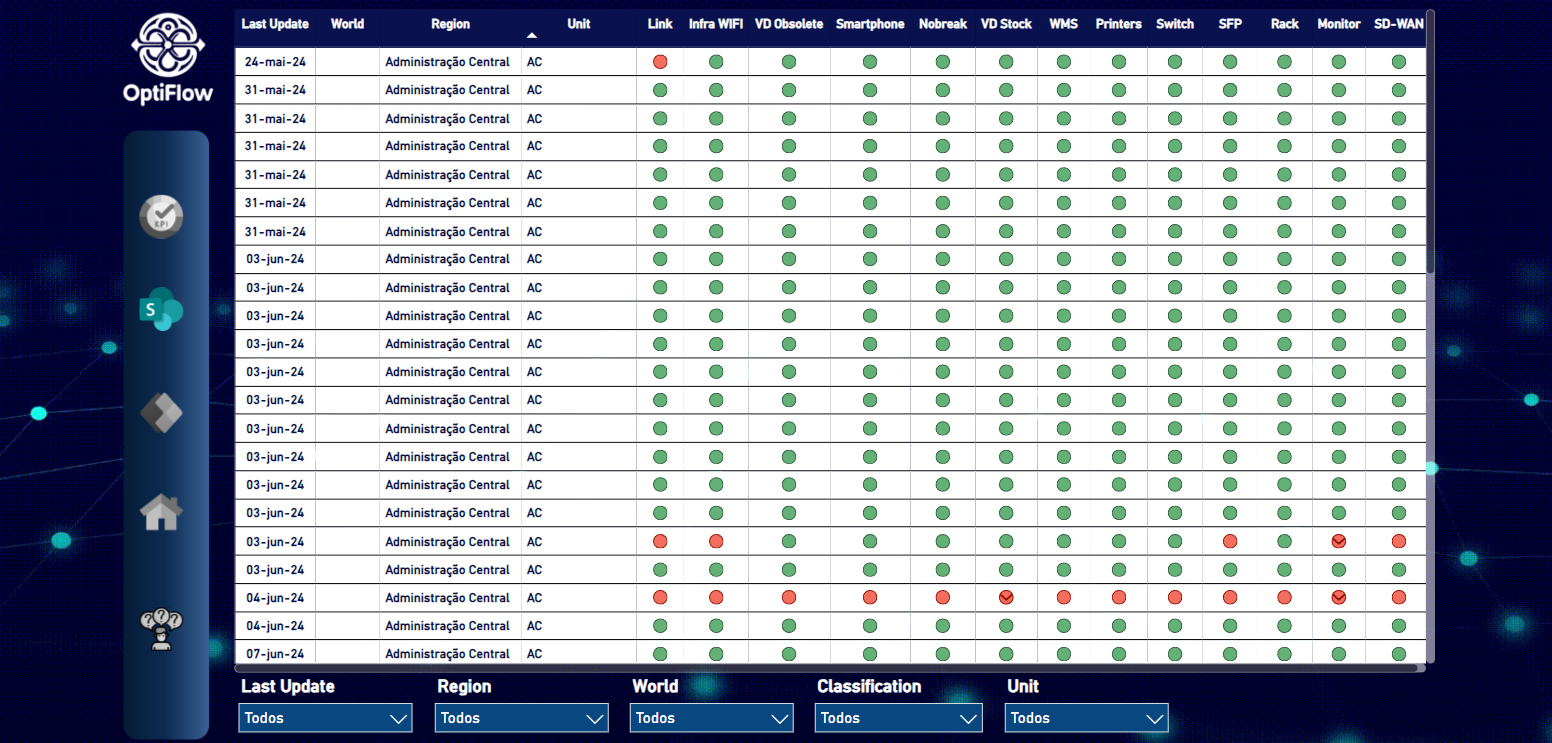 OptiFlow
Last Update World Region Unit Link Infra WIFI VD Obsolete Smartphone Nobreak VD Stock WMS Printers Switch SFP Rack Monitor SD-WAN
24-mai-24 Administração Central AC
31-mai-24 Administração Central AC
31-mai-24 Administração Central AC
31-mai-24 Administração Central AC
31-mai-24 Administração Central AC
31-mai-24 Administração Central AC
31-mai-24 Administração Central AC
03-jun-24 Administração Central AC
03-jun-24 Administração Central AC
03-jun-24 Administração Central AC
03-jun-24 Administração Central AC
03-jun-24 Administração Central AC
03-jun-24 Administração Central AC
03-jun-24 Administração Central AC
03-jun-24 Administração Central AC
03-jun-24 Administração Central AC
03-jun-24 Administração Central AC
03-jun-24 Administração Central AC
03-jun-24 Administração Central AC
04-jun-24 Administração Central AC
04-jun-24 Administração Central AC
07-jun-24 Administração Central AC
KPI
S
? ? ?
Last Update Region World Classification Unit
Todos Todos Todos Todos Todos